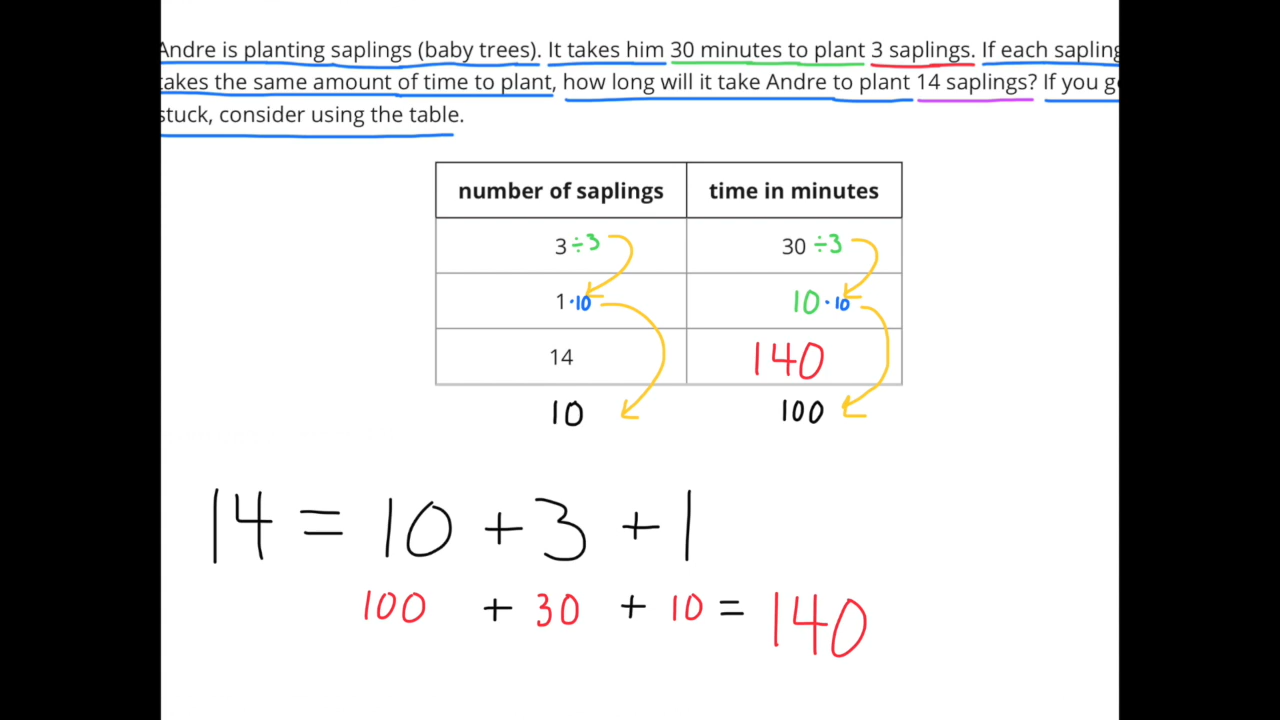 Andre is planting saplings (baby trees). It takes him 30 minutes to plant 3 saplings. If each sapling
takes the same amount of time to plant, how long will it take Andre to plant 14 saplings? If you ge
stuck, consider using the table.
number of saplings time in minutes
3 ÷3 30 ÷3
1 ·10 10 ·10
14 140
10 100
14 = 10 + 3 + 1
100 + 30 + 10 = 140